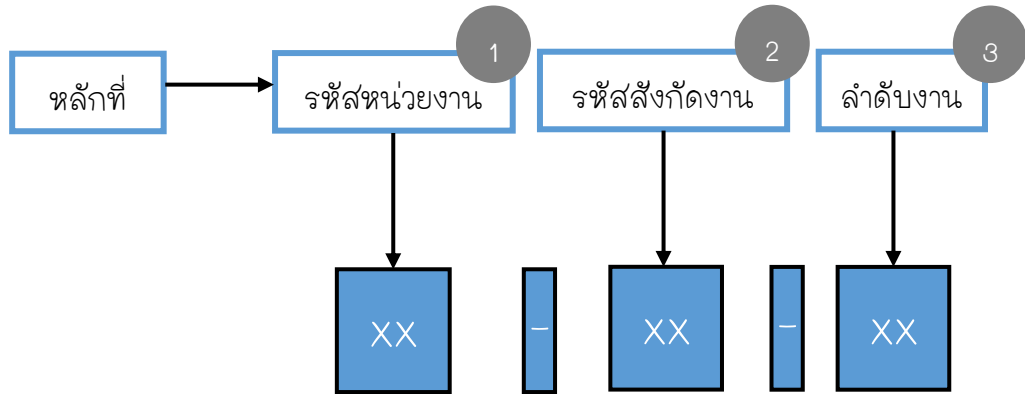 1
2
3
หลักที่
รหัสหน่วยงาน
รหัสสังกัดงาน
ลำดับงาน
XX
-
XX
-
XX